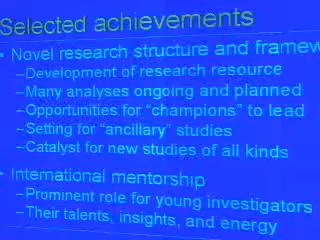 Selected achievements
• Novel research structure and framew
–Development of research resource
–Many analyses ongoing and planned
–Opportunities for “champions” to lead
–Setting for “ancillary” studies
–Catalyst for new studies of all kinds
• International mentorship
–Prominent role for young investigators
–Their talents, insights, and energy